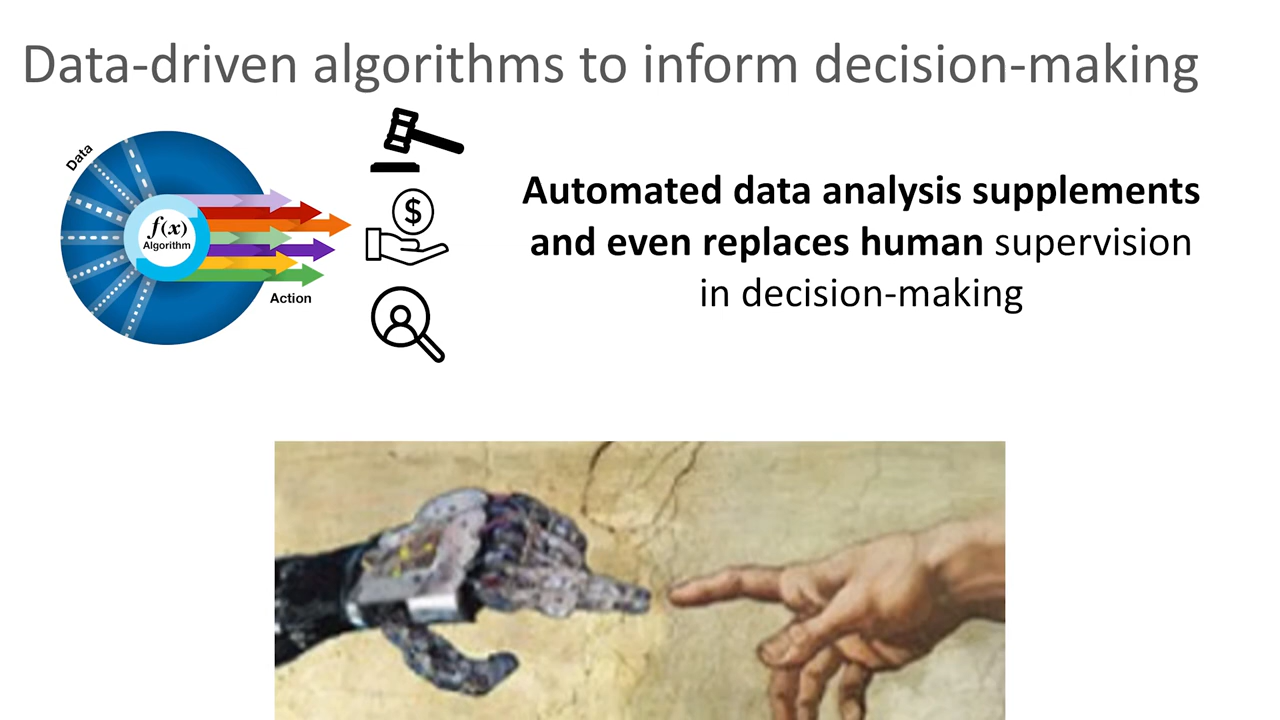 Data-driven algorithms to inform decision-making
Data
f(x)
Algorithm
Action
$
Automated data analysis supplements
and even replaces human supervision
in decision-making